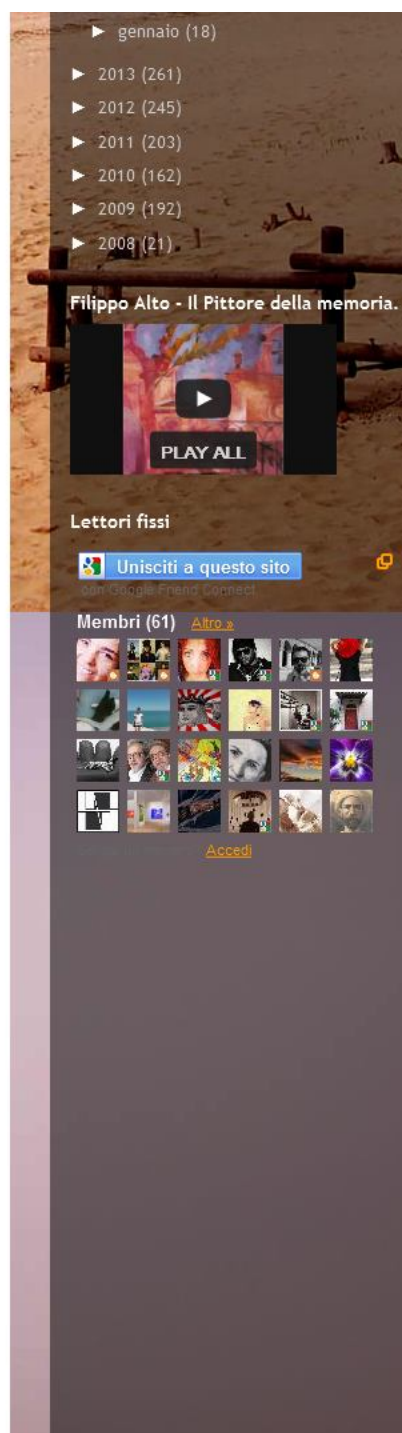 ► gennaio (18)
► 2013 (261)
► 2012 (245)
► 2011 (203)
► 2010 (162)
► 2009 (192)
► 2008 (21)
Filippo Alto - Il Pittore della memoria.
PLAY ALL
Lettori fissi
Unisciti a questo sito
con Google Friend Connect
Membri (61) Altro »
Accedi